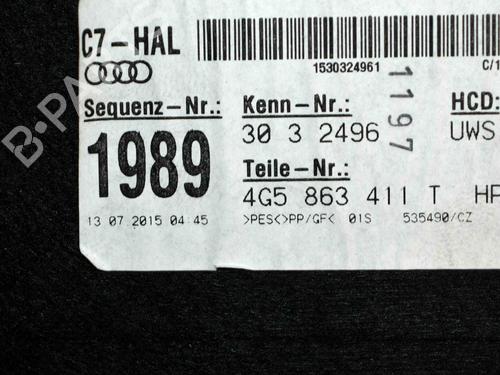 C7-HAL
1530324961
C/1
Sequenz-Nr.:
Kenn-Nr.:
HCD:
1989
30 3 2496
1197
UWS
Teile-Nr.:
4G5 863 411 T HP
13 07.2015 04:45
>PES<>PP/GF< 01S 535490/CZ
B-PARTS